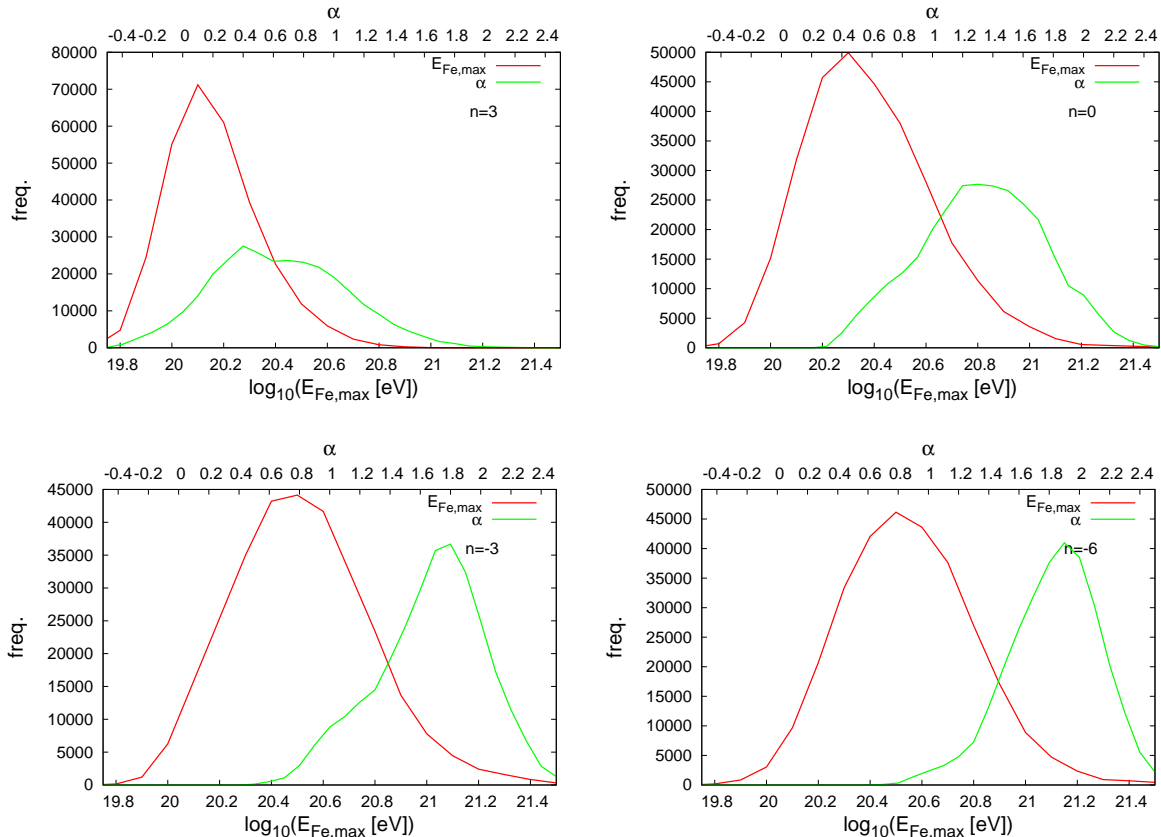 α
-0.4 -0.2 0 0.2 0.4 0.6 0.8 1 1.2 1.4 1.6 1.8 2 2.2 2.4
80000
70000
60000
50000
40000
30000
20000
10000
0
freq.
E_Fe,max
α
n=3
19.8 20 20.2 20.4 20.6 20.8 21 21.2 21.4
log10(E_Fe,max [eV])
α
-0.4 -0.2 0 0.2 0.4 0.6 0.8 1 1.2 1.4 1.6 1.8 2 2.2 2.4
50000
45000
40000
35000
30000
25000
20000
15000
10000
5000
0
freq.
E_Fe,max
α
n=0
19.8 20 20.2 20.4 20.6 20.8 21 21.2 21.4
log10(E_Fe,max [eV])
α
-0.4 -0.2 0 0.2 0.4 0.6 0.8 1 1.2 1.4 1.6 1.8 2 2.2 2.4
45000
40000
35000
30000
25000
20000
15000
10000
5000
0
freq.
E_Fe,max
α
n=-3
19.8 20 20.2 20.4 20.6 20.8 21 21.2 21.4
log10(E_Fe,max [eV])
α
-0.4 -0.2 0 0.2 0.4 0.6 0.8 1 1.2 1.4 1.6 1.8 2 2.2 2.4
50000
45000
40000
35000
30000
25000
20000
15000
10000
5000
0
freq.
E_Fe,max
α
n=-6
19.8 20 20.2 20.4 20.6 20.8 21 21.2 21.4
log10(E_Fe,max [eV])